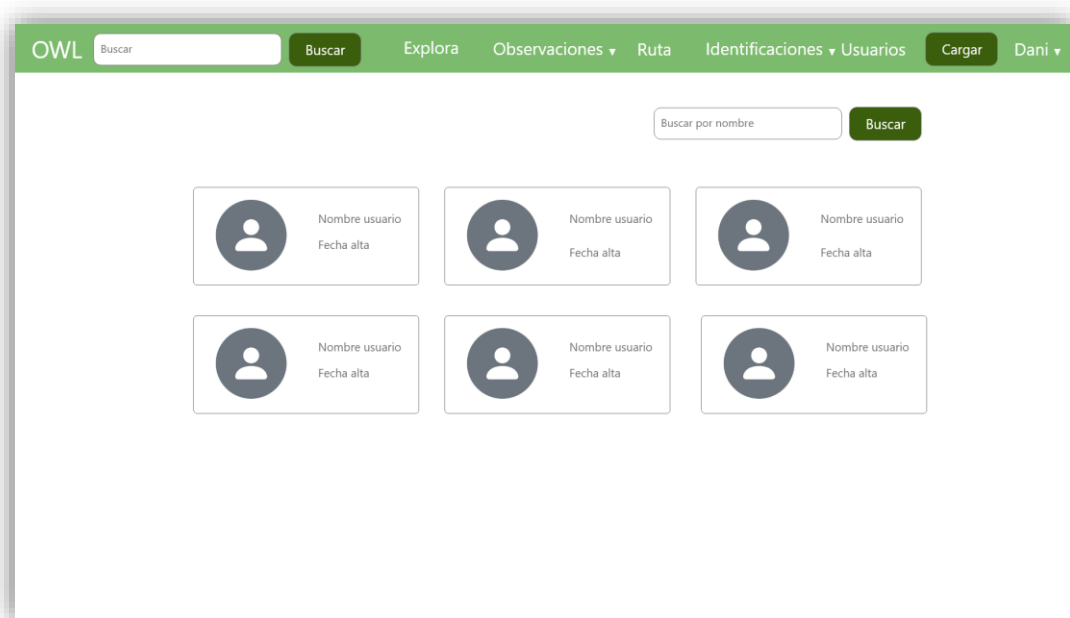 OWL Buscar Buscar Explora Observaciones ▾ Ruta Identificaciones ▾ Usuarios Cargar Dani ▾
Buscar por nombre Buscar
Nombre usuario Nombre usuario Nombre usuario
Fecha alta Fecha alta Fecha alta
Nombre usuario Nombre usuario Nombre usuario
Fecha alta Fecha alta Fecha alta